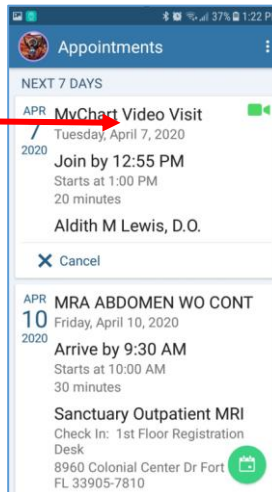 37% 1:22 P
Appointments
NEXT 7 DAYS
APR
7
2020
MyChart Video Visit
Tuesday, April 7, 2020
Join by 12:55 PM
Starts at 1:00 PM
20 minutes
Aldith M Lewis, D.O.
Cancel
APR
10
2020
MRA ABDOMEN WO CONT
Friday, April 10, 2020
Arrive by 9:30 AM
Starts at 10:00 AM
30 minutes
Sanctuary Outpatient MRI
Check In: 1st Floor Registration
Desk
8960 Colonial Center Dr Fort
FL 33905-7810